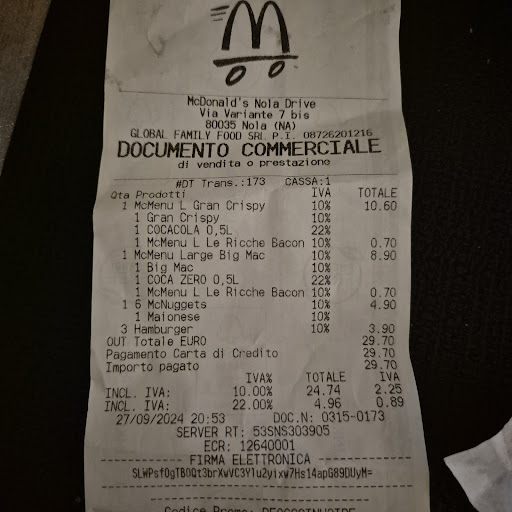 McDonald's Nola Drive
Via Variante 7 bis
80035 Nola (NA)
GLOBAL FAMILY FOOD SRL P.I. 08726201216
DOCUMENTO COMMERCIALE
di vendita o prestazione
#DT Trans.:173 CASSA:1
Qta Prodotti IVA TOTALE
1 McMenu L Gran Crispy 10% 10.60
1 Gran Crispy 10%
1 COCACOLA 0,5L 22%
1 McMenu L Le Ricche Bacon 10% 0.70
1 McMenu Large Big Mac 10% 8.90
1 Big Mac 10%
1 COCA ZERO 0,5L 22%
1 McMenu L Le Ricche Bacon 10% 0.70
1 6 McNuggets 10% 4.90
1 Maionese 10%
3 Hamburger 10% 3.90
OUT Totale EURO 29.70
Pagamento Carta di Credito 29.70
Importo pagato 29.70
IVA% TOTALE IVA
INCL. IVA: 10.00% 24.74 2.25
INCL. IVA: 22.00% 4.96 0.89
27/09/2024 20:53 DOC.N: 0315-0173
SERVER RT: 53SNS303905
ECR: 12640001
FIRMA ELETTRONICA